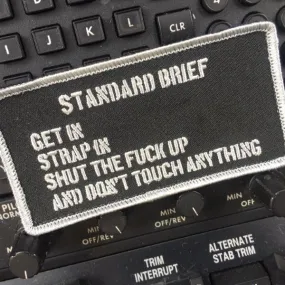 J
K
L
CLR
STANDARD BRIEF
GET IN
STRAP IN
SHUT THE FUCK UP
AND DON'T TOUCH ANYTHING
MIN
OFF/REV
MIN
OFF/REV
MIN
TRIM
INTERRUPT
ALTERNATE
STAB TRIM